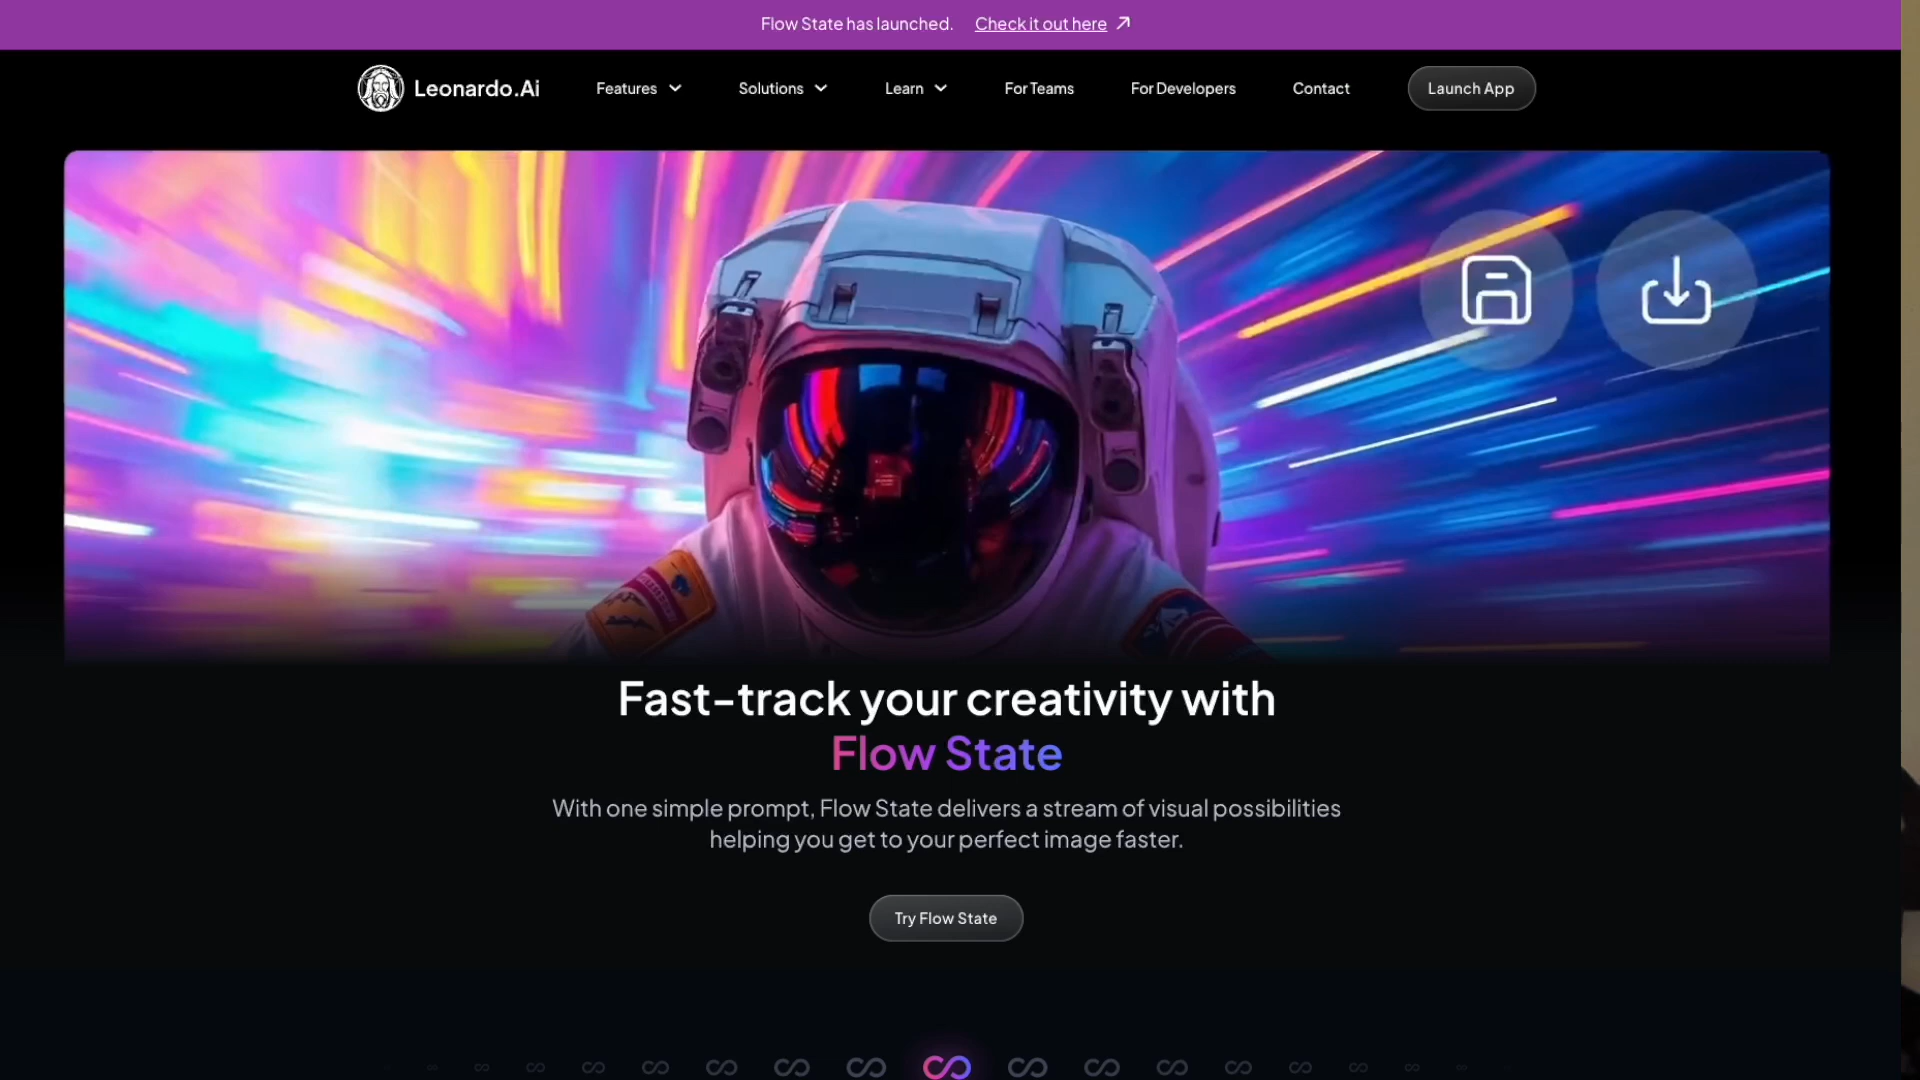 Flow State has launched. Check it out here
Leonardo.Ai
Features
Solutions
Learn
For Teams
For Developers
Contact
Launch App
Fast-track your creativity with
Flow State
With one simple prompt, Flow State delivers a stream of visual possibilities
helping you get to your perfect image faster.
Try Flow State